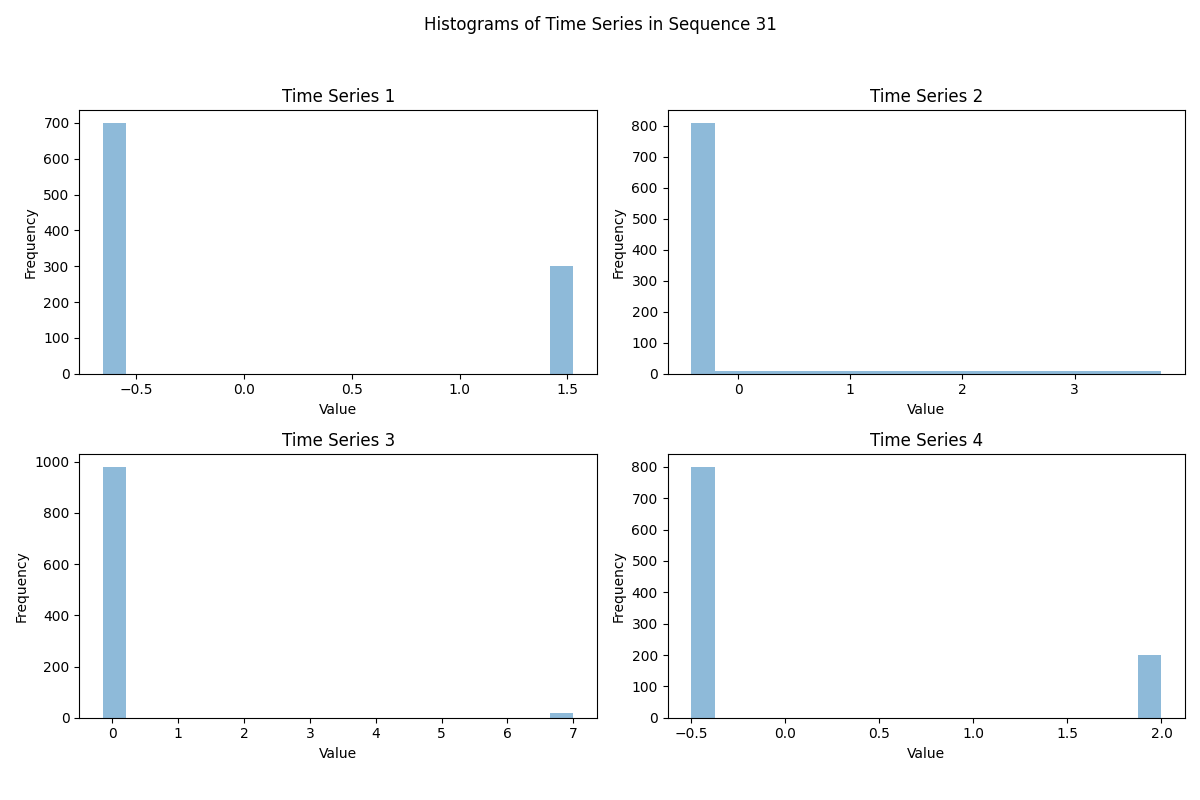 Histograms of Time Series in Sequence 31
Time Series 1
700
600
500
400
300
200
100
0
Frequency
−0.5 0.0 0.5 1.0 1.5
Value
Time Series 2
800
700
600
500
400
300
200
100
0
Frequency
0 1 2 3
Value
Time Series 3
1000
800
600
400
200
0
Frequency
0 1 2 3 4 5 6 7
Value
Time Series 4
800
700
600
500
400
300
200
100
0
Frequency
−0.5 0.0 0.5 1.0 1.5 2.0
Value